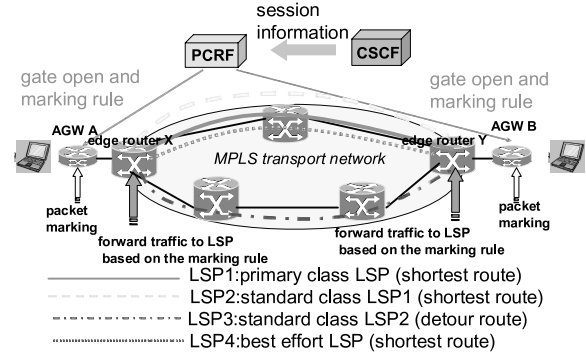 session
information
PCRF
CSCF
gate open and
marking rule
gate open and
marking rule
AGW A
edge router X
edge router Y
AGW B
MPLS transport network
packet
marking
packet
marking
forward traffic to LSP
based on the marking rule
forward traffic to LSP
based on the marking rule
LSP1:primary class LSP (shortest route)
LSP2:standard class LSP1 (shortest route)
LSP3:standard class LSP2 (detour route)
LSP4:best effort LSP (shortest route)